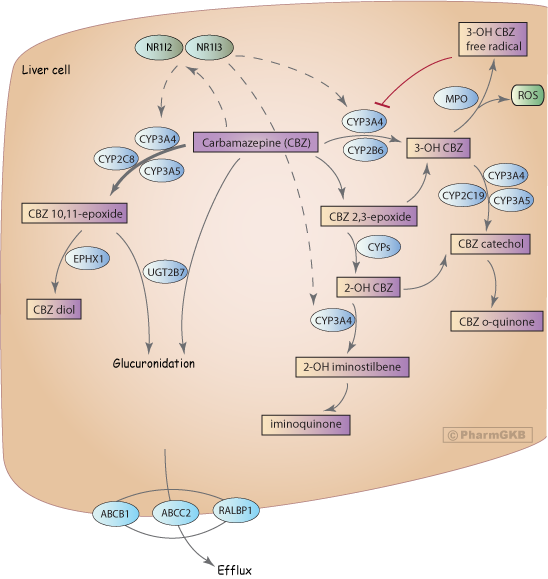 3-OH CBZ
free radical
NR1I2
NR1I3
Liver cell
MPO
ROS
CYP3A4
CYP3A4
Carbamazepine (CBZ)
CYP2B6
3-OH CBZ
CYP2C8
CYP3A5
CYP3A4
CYP2C19
CYP3A5
CBZ 10,11-epoxide
CBZ 2,3-epoxide
CYPs
CBZ catechol
EPHX1
UGT2B7
2-OH CBZ
CBZ diol
CYP3A4
CBZ o-quinone
Glucuronidation
2-OH iminostilbene
iminoquinone
© PharmGKB
ABCB1
ABCC2
RALBP1
Efflux